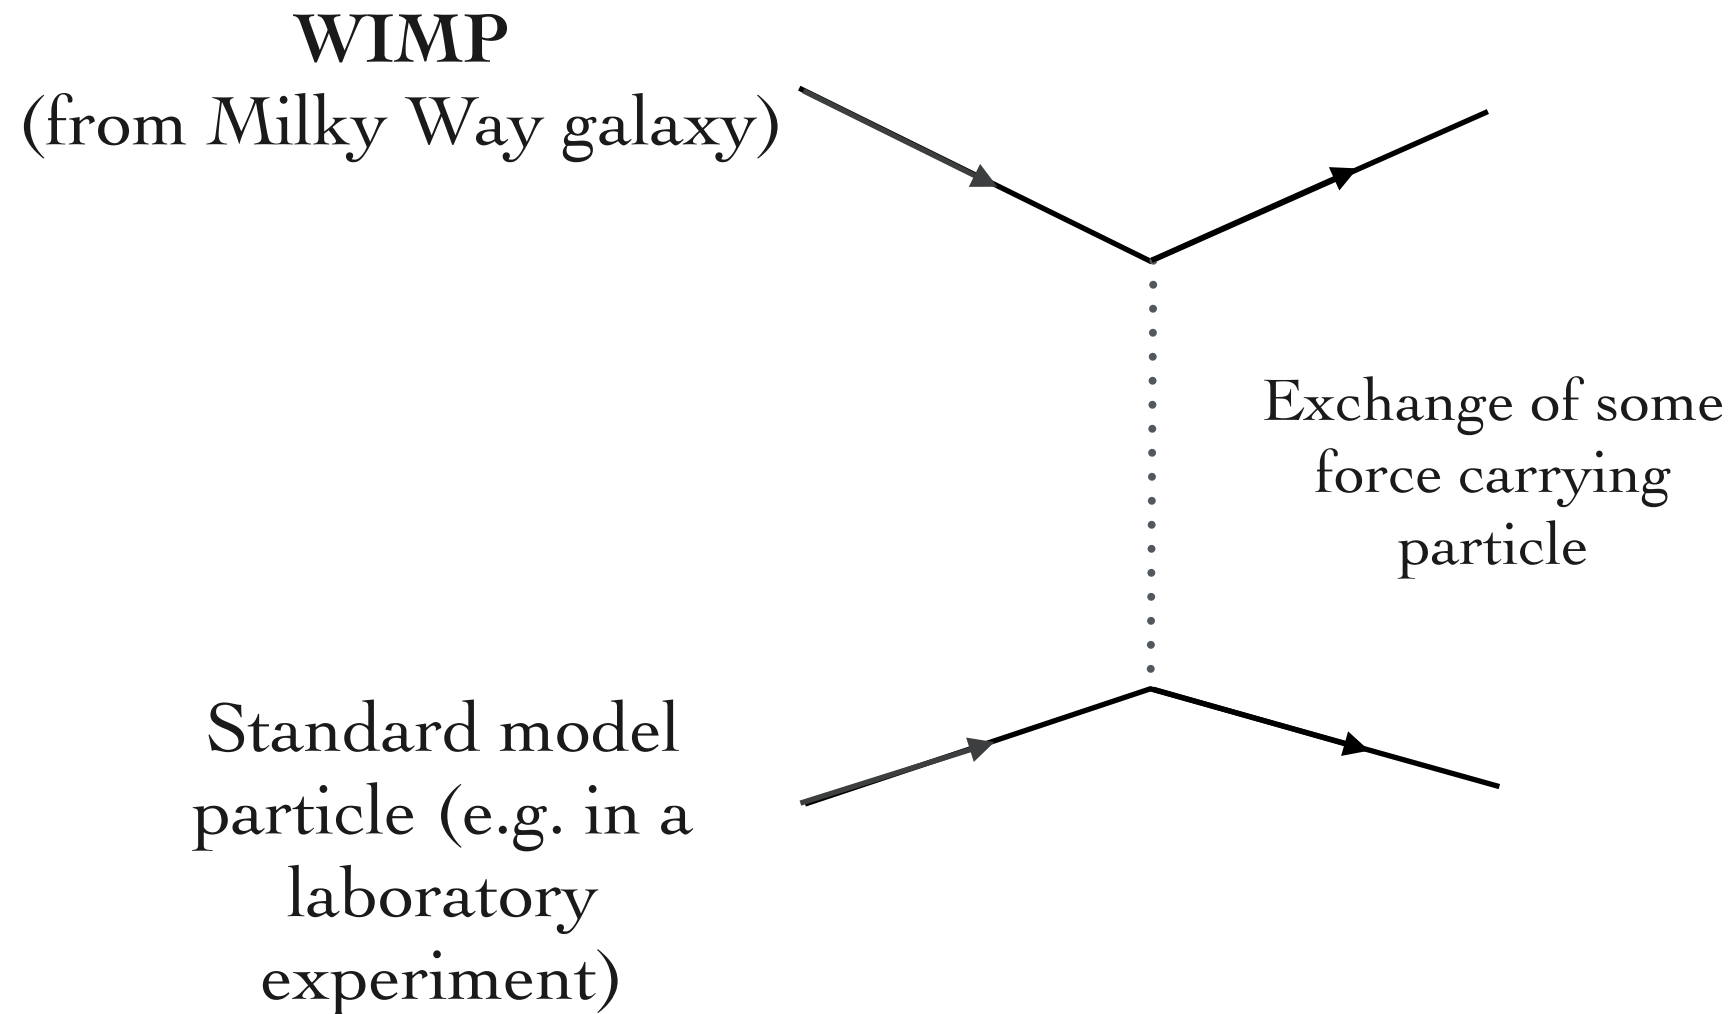 WIMP
(from Milky Way galaxy)
Exchange of some
force carrying
particle
Standard model
particle (e.g. in a
laboratory
experiment)